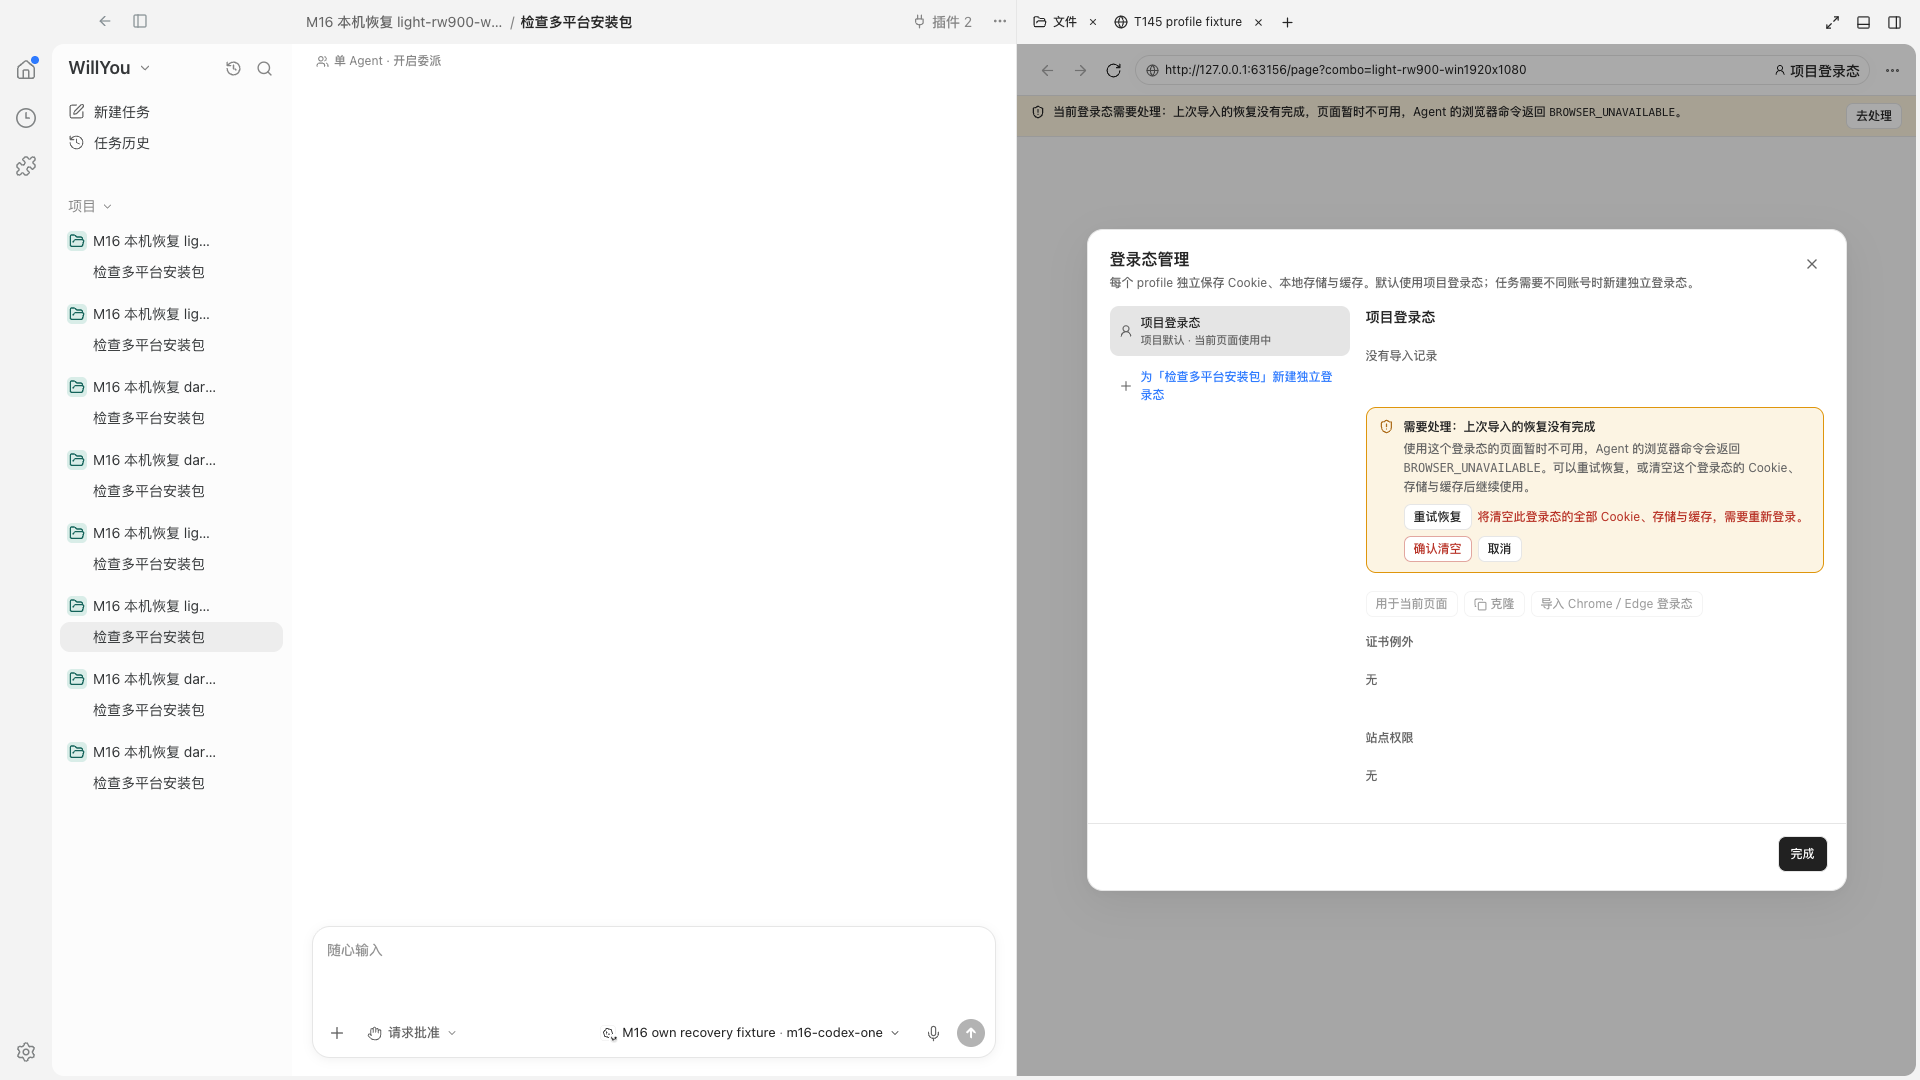 M16 本机恢复 light-rw900-w... / 检查多平台安装包
插件 2
文件
T145 profile fixture
WillYou
新建任务
任务历史
项目
M16 本机恢复 lig...
检查多平台安装包
M16 本机恢复 lig...
检查多平台安装包
M16 本机恢复 dar...
检查多平台安装包
M16 本机恢复 dar...
检查多平台安装包
M16 本机恢复 lig...
检查多平台安装包
M16 本机恢复 lig...
检查多平台安装包
M16 本机恢复 dar...
检查多平台安装包
M16 本机恢复 dar...
检查多平台安装包
单 Agent · 开启委派
随心输入
请求批准
M16 own recovery fixture · m16-codex-one
http://127.0.0.1:63156/page?combo=light-rw900-win1920x1080
项目登录态
当前登录态需要处理：上次导入的恢复没有完成，页面暂时不可用，Agent 的浏览器命令返回 BROWSER_UNAVAILABLE。
去处理
登录态管理
每个 profile 独立保存 Cookie、本地存储与缓存。默认使用项目登录态；任务需要不同账号时新建独立登录态。
项目登录态
项目默认 · 当前页面使用中
为「检查多平台安装包」新建独立登
录态
项目登录态
没有导入记录
需要处理：上次导入的恢复没有完成
使用这个登录态的页面暂时不可用，Agent 的浏览器命令会返回
BROWSER_UNAVAILABLE。可以重试恢复，或清空这个登录态的 Cookie、
存储与缓存后继续使用。
重试恢复
将清空此登录态的全部 Cookie、存储与缓存，需要重新登录。
确认清空
取消
用于当前页面
克隆
导入 Chrome / Edge 登录态
证书例外
无
站点权限
无
完成